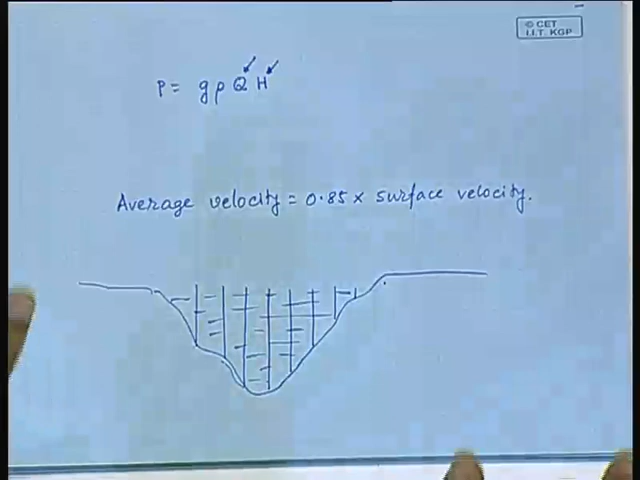 © CET
I.I.T. KGP
P = gρQH
Average velocity = 0.85 × surface velocity.